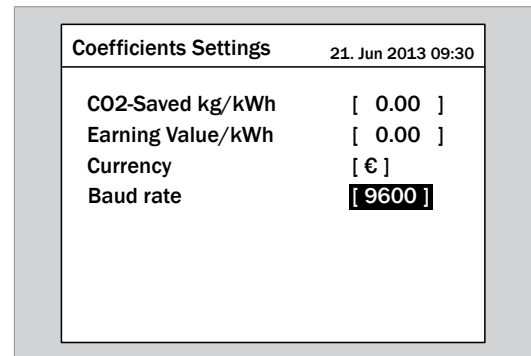 Coefficients Settings 21. Jun 2013 09:30
CO2-Saved kg/kWh [ 0.00 ]
Earning Value/kWh [ 0.00 ]
Currency [ € ]
Baud rate [ 9600 ]